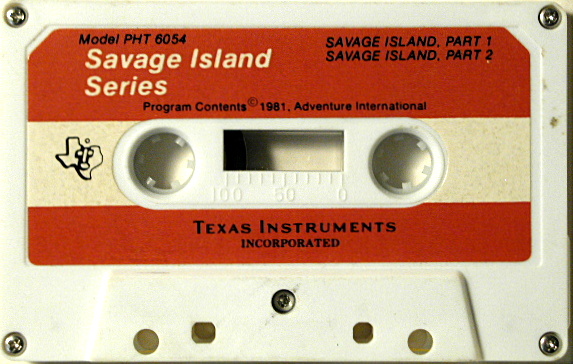 Model PHT 6054
Savage Island
Series
SAVAGE ISLAND, PART 1
SAVAGE ISLAND, PART 2
Program Contents©1981, Adventure International
100 50 0
TEXAS INSTRUMENTS
INCORPORATED